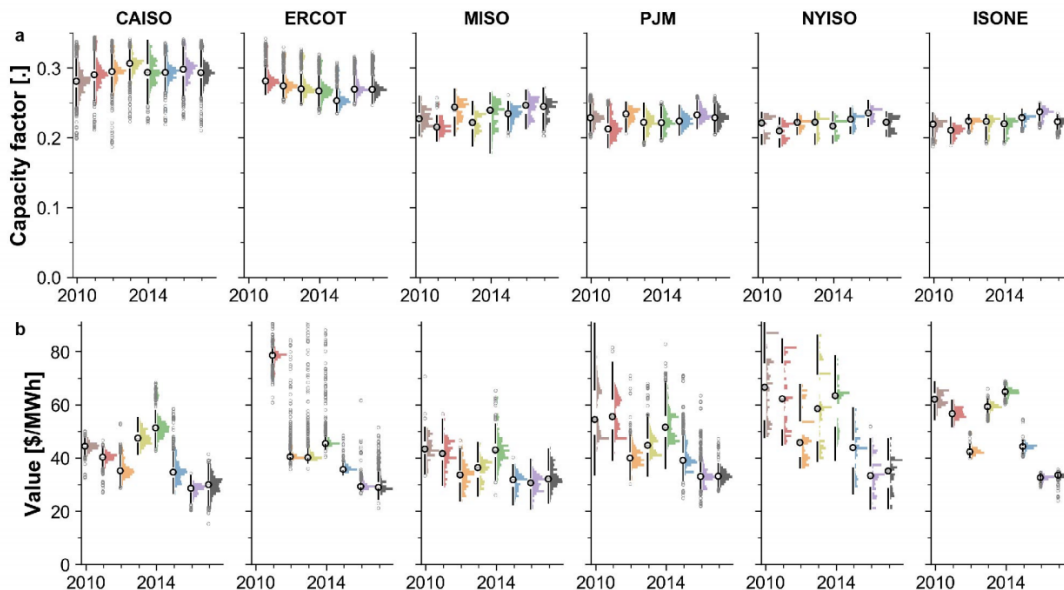 CAISO ERCOT MISO PJM NYISO ISONE
a
Capacity factor [.]
0.3
0.2
0.1
0.0
2010 2014 2010 2014 2010 2014 2010 2014 2010 2014 2010 2014
b
Value [$/MWh]
80
60
40
20
0
2010 2014 2010 2014 2010 2014 2010 2014 2010 2014 2010 2014